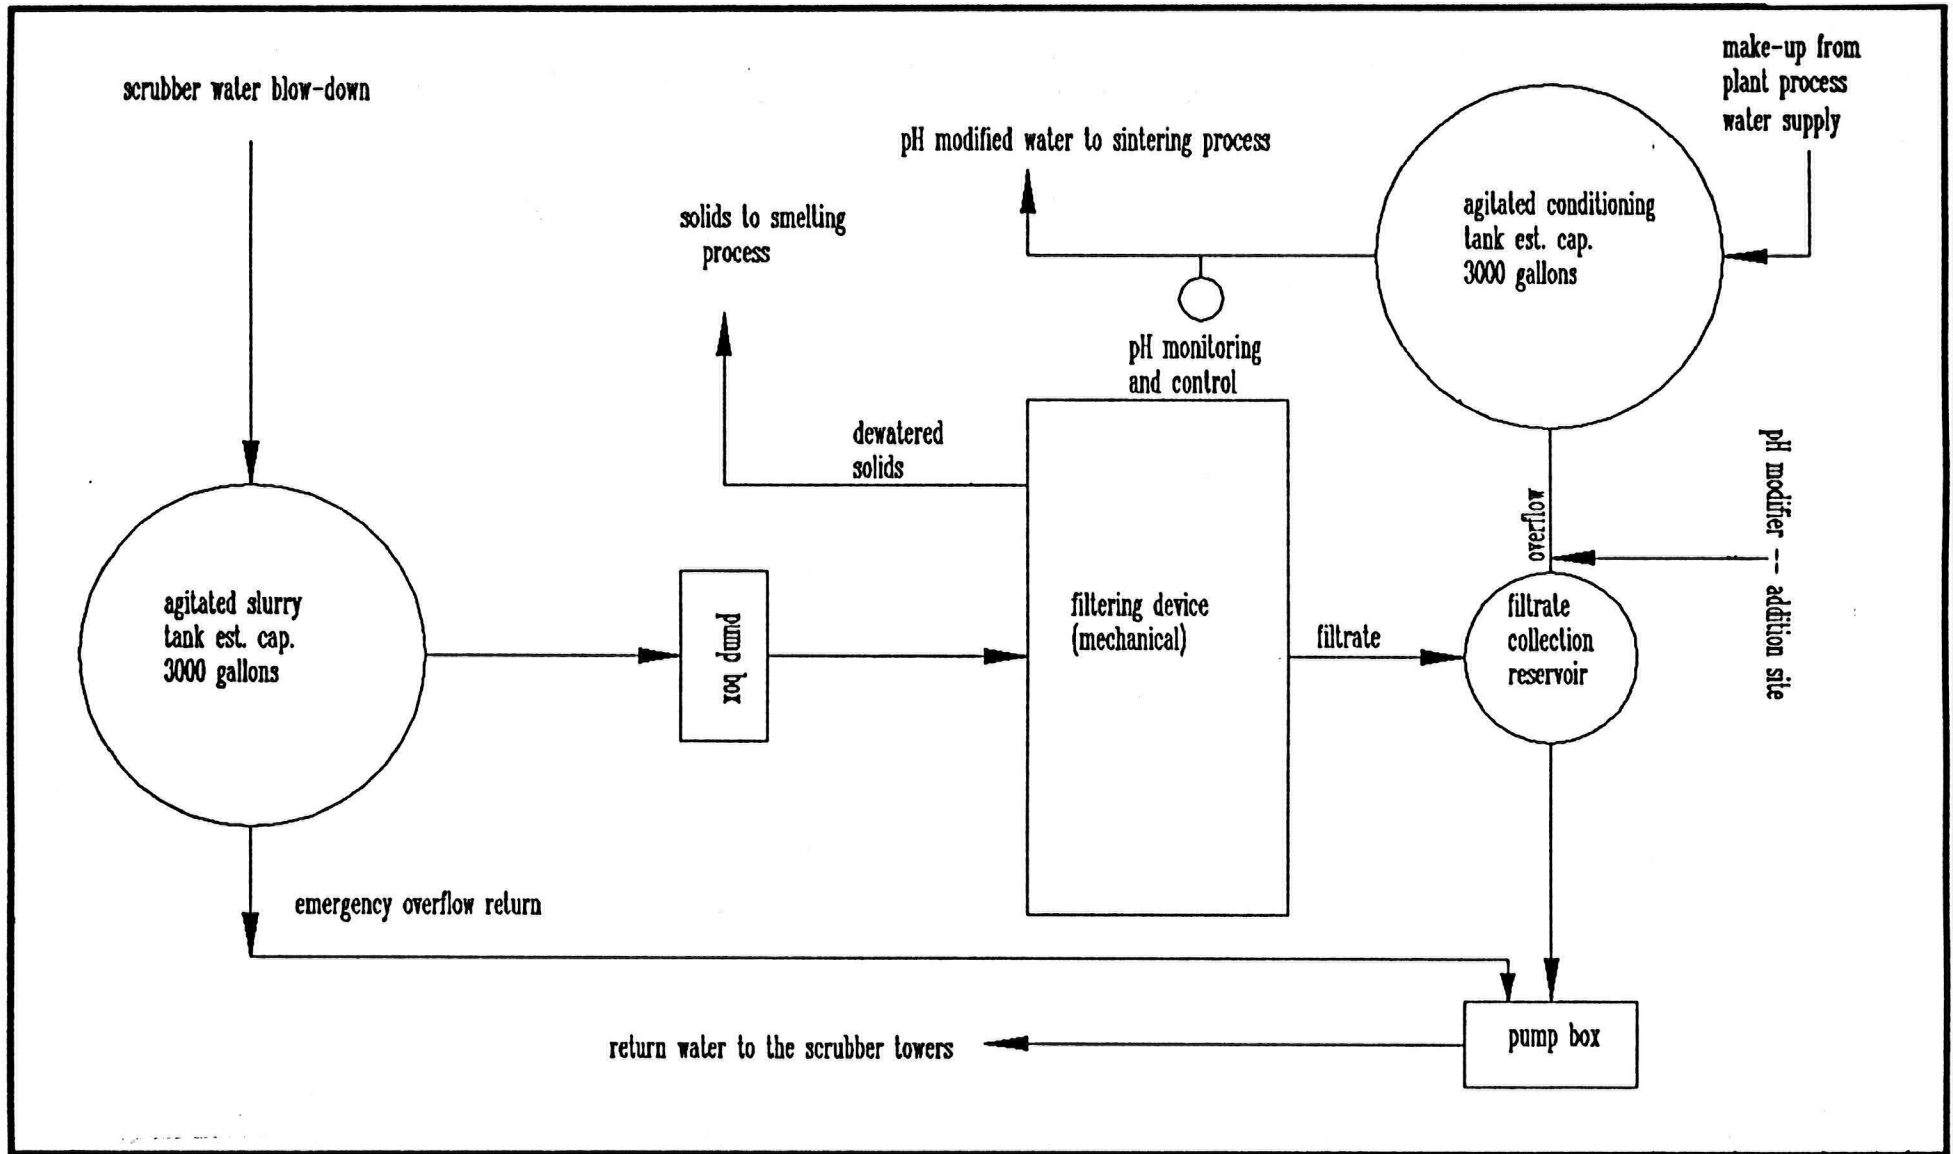 scrubber water blow-down
make-up from
plant process
water supply
pH modified water to sintering process
solids to smelting
process
agitated conditioning
tank est. cap.
3000 gallons
pH monitoring
and control
dewatered
solids
overflow
pH modifier -- addition site
agitated slurry
tank est. cap.
3000 gallons
pump box
filtering device
(mechanical)
filtrate
filtrate
collection
reservoir
emergency overflow return
return water to the scrubber towers
pump box